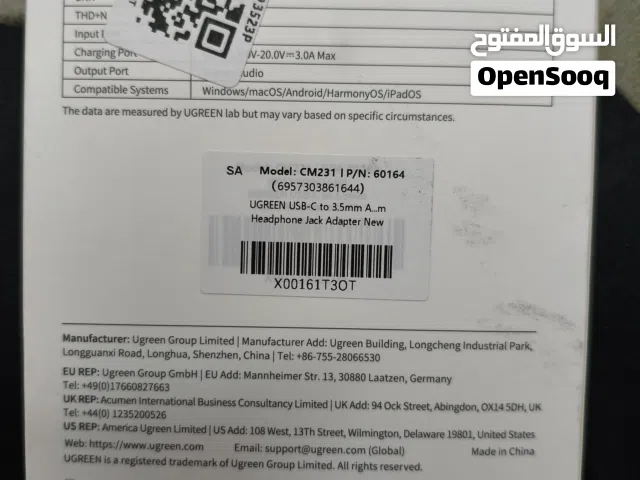 السوق المفتوح
OpenSooq
3523P
THD+N
Input
Charging Port V-20.0V⎓3.0A Max
Output Port udio
Compatible Systems Windows/macOS/Android/HarmonyOS/iPadOS
The data are measured by UGREEN lab but may vary based on specific circumstances.
SA Model: CM231 | P/N: 60164
(6957303861644)
UGREEN USB-C to 3.5mm A...m
Headphone Jack Adapter New
X00161T3OT
Manufacturer: Ugreen Group Limited | Manufacturer Add: Ugreen Building, Longcheng Industrial Park,
Longguanxi Road, Longhua, Shenzhen, China | Tel: +86-755-28066530
EU REP: Ugreen Group GmbH | EU Add: Mannheimer Str. 13, 30880 Laatzen, Germany
Tel: +49(0)17660827663
UK REP: Acumen International Business Consultancy Limited | UK Add: 94 Ock Street, Abingdon, OX14 5DH, UK
Tel: +44(0) 1235200526
US REP: America Ugreen Limited | US Add: 108 West, 13Th Street, Wilmington, Delaware 19801, United States
Web: https://www.ugreen.com Email: support@ugreen.com (Global) Made in China
UGREEN is a registered trademark of Ugreen Group Limited. All rights reserved.